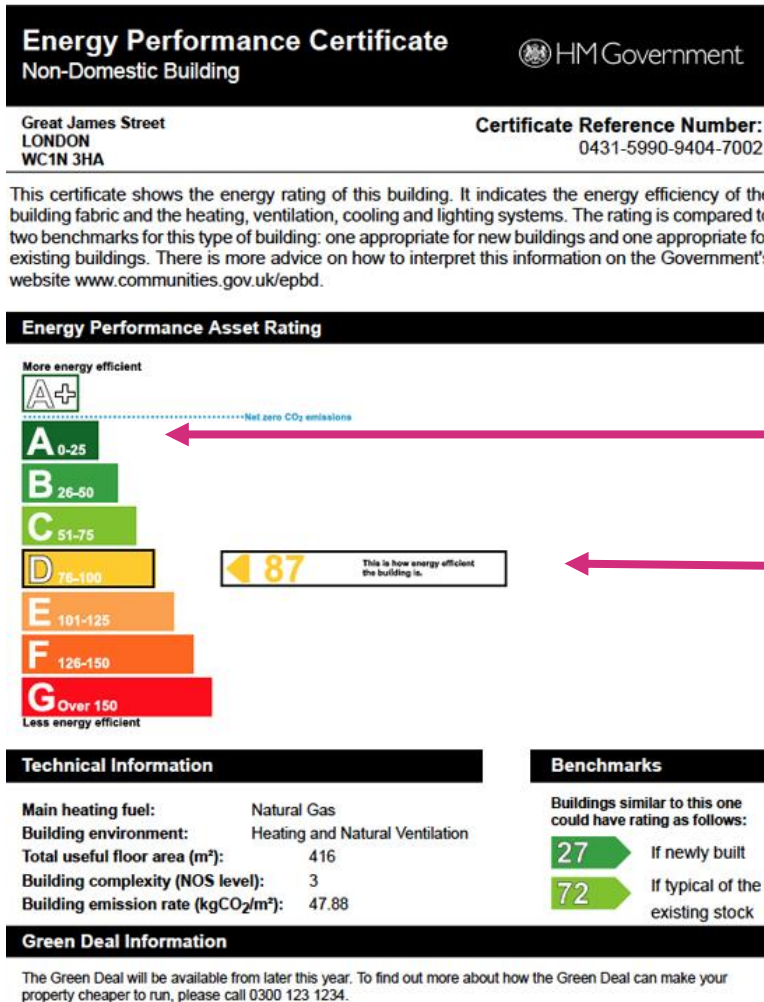 Energy Performance Certificate
Non-Domestic Building
HM Government
Great James Street
LONDON
WC1N 3HA
Certificate Reference Number:
0431-5990-9404-7002
This certificate shows the energy rating of this building. It indicates the energy efficiency of the
building fabric and the heating, ventilation, cooling and lighting systems. The rating is compared to
two benchmarks for this type of building: one appropriate for new buildings and one appropriate for
existing buildings. There is more advice on how to interpret this information on the Government's
website www.communities.gov.uk/epbd.
Energy Performance Asset Rating
More energy efficient
A+
Net zero CO₂ emissions
A 0-25
B 26-50
C 51-75
D 76-100
87
This is how energy efficient
the building is.
E 101-125
F 126-150
G Over 150
Less energy efficient
Technical Information
Main heating fuel: Natural Gas
Building environment: Heating and Natural Ventilation
Total useful floor area (m²): 416
Building complexity (NOS level): 3
Building emission rate (kgCO₂/m²): 47.88
Benchmarks
Buildings similar to this one
could have rating as follows:
27 If newly built
72 If typical of the
existing stock
Green Deal Information
The Green Deal will be available from later this year. To find out more about how the Green Deal can make your
property cheaper to run, please call 0300 123 1234.